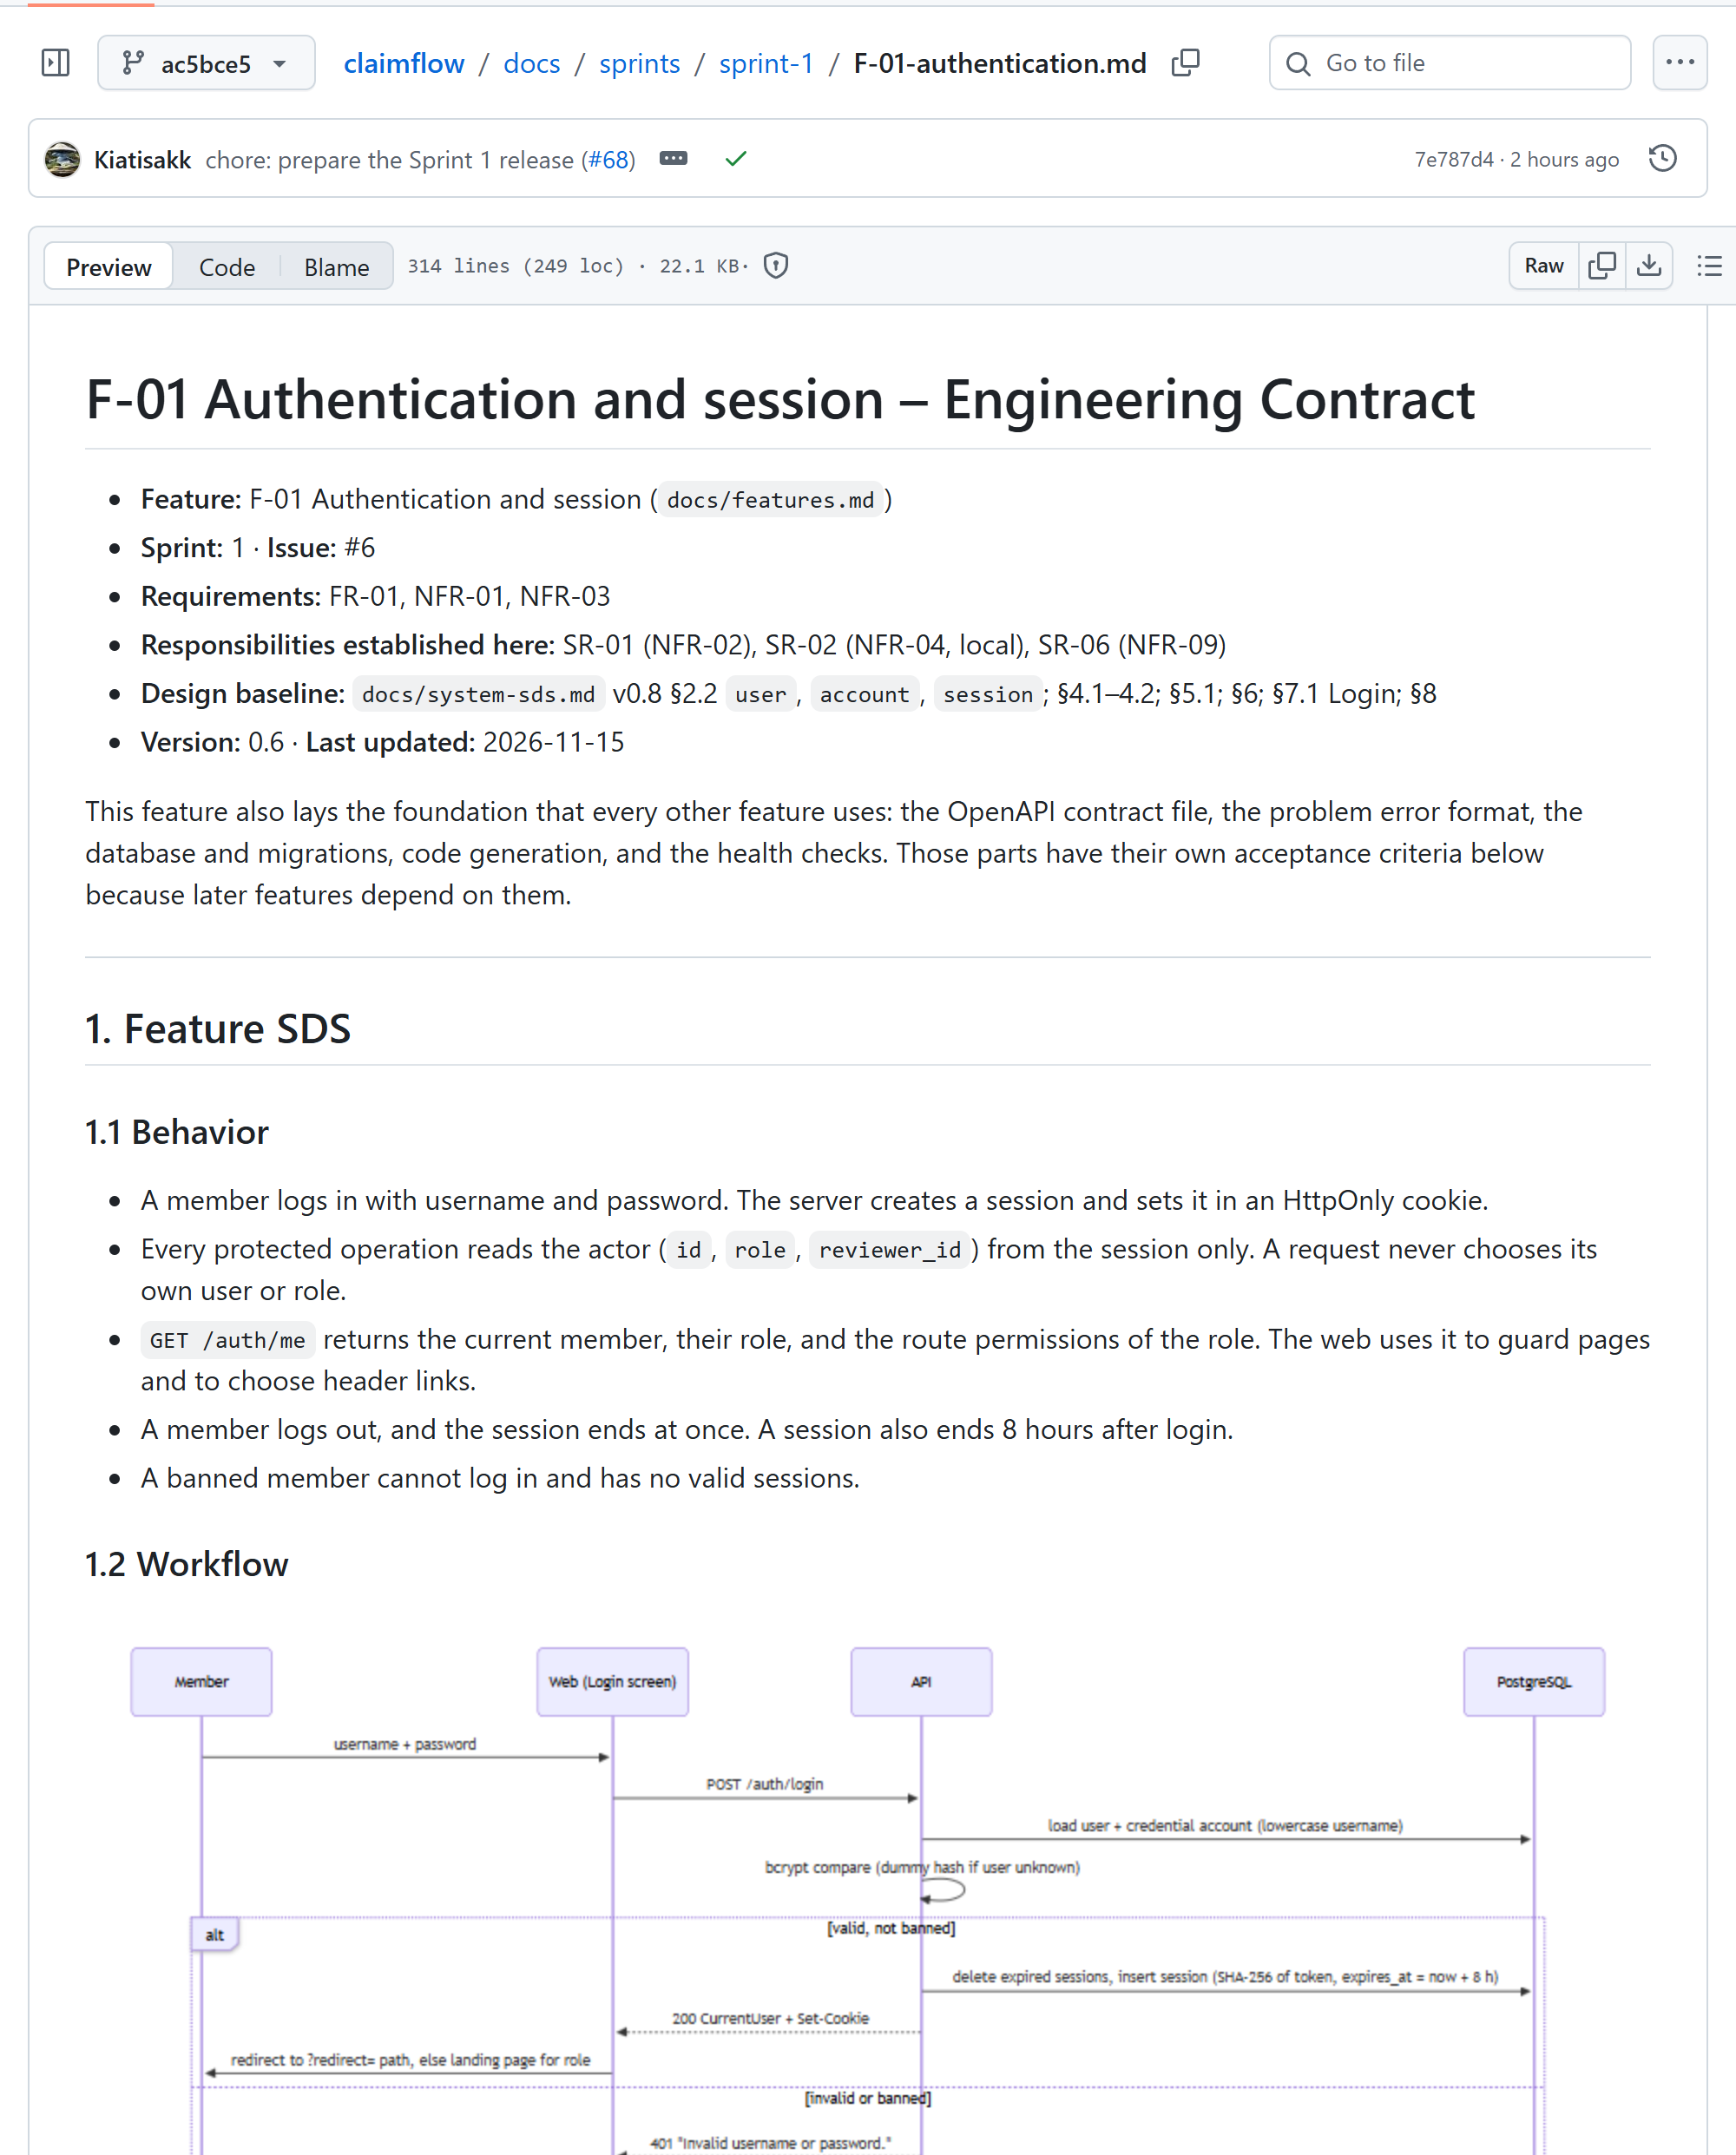 ac5bce5
claimflow / docs / sprints / sprint-1 / F-01-authentication.md
Go to file
Kiatisakk chore: prepare the Sprint 1 release (#68)
7e787d4 · 2 hours ago
Preview Code Blame 314 lines (249 loc) · 22.1 KB·
Raw
F-01 Authentication and session – Engineering Contract
• Feature: F-01 Authentication and session (docs/features.md)
• Sprint: 1 · Issue: #6
• Requirements: FR-01, NFR-01, NFR-03
• Responsibilities established here: SR-01 (NFR-02), SR-02 (NFR-04, local), SR-06 (NFR-09)
• Design baseline: docs/system-sds.md v0.8 §2.2 user, account, session; §4.1–4.2; §5.1; §6; §7.1 Login; §8
• Version: 0.6 · Last updated: 2026-11-15
This feature also lays the foundation that every other feature uses: the OpenAPI contract file, the problem error format, the
database and migrations, code generation, and the health checks. Those parts have their own acceptance criteria below
because later features depend on them.
1. Feature SDS
1.1 Behavior
• A member logs in with username and password. The server creates a session and sets it in an HttpOnly cookie.
• Every protected operation reads the actor (id, role, reviewer_id) from the session only. A request never chooses its
own user or role.
• GET /auth/me returns the current member, their role, and the route permissions of the role. The web uses it to guard pages
and to choose header links.
• A member logs out, and the session ends at once. A session also ends 8 hours after login.
• A banned member cannot log in and has no valid sessions.
1.2 Workflow
Member
Web (Login screen)
API
PostgreSQL
username + password
POST /auth/login
load user + credential account (lowercase username)
bcrypt compare (dummy hash if user unknown)
alt
[valid, not banned]
delete expired sessions, insert session (SHA-256 of token, expires_at = now + 8 h)
200 CurrentUser + Set-Cookie
redirect to ?redirect= path, else landing page for role
[invalid or banned]
401 "Invalid username or password."